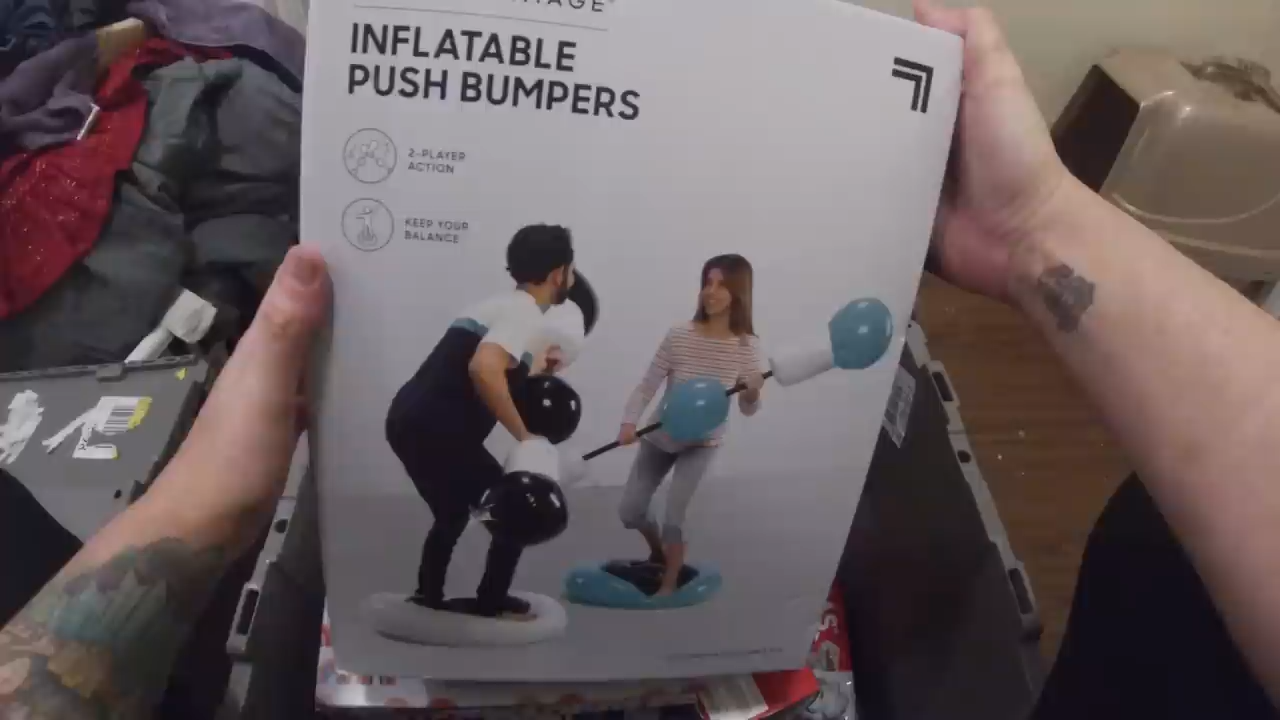 INFLATABLE
PUSH BUMPERS
2-PLAYER
ACTION
KEEP YOUR
BALANCE